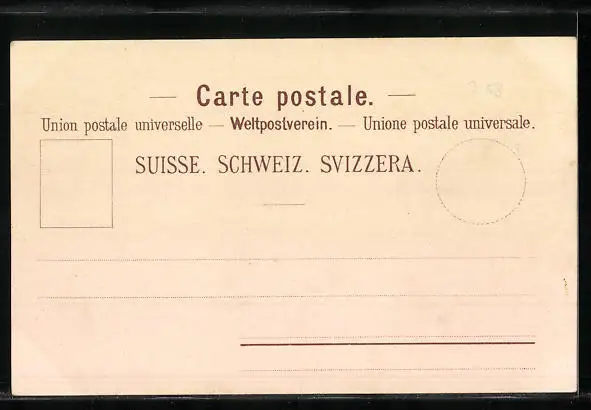 — Carte postale. —
Union postale universelle — Weltpostverein. — Unione postale universale.
SUISSE. SCHWEIZ. SVIZZERA.